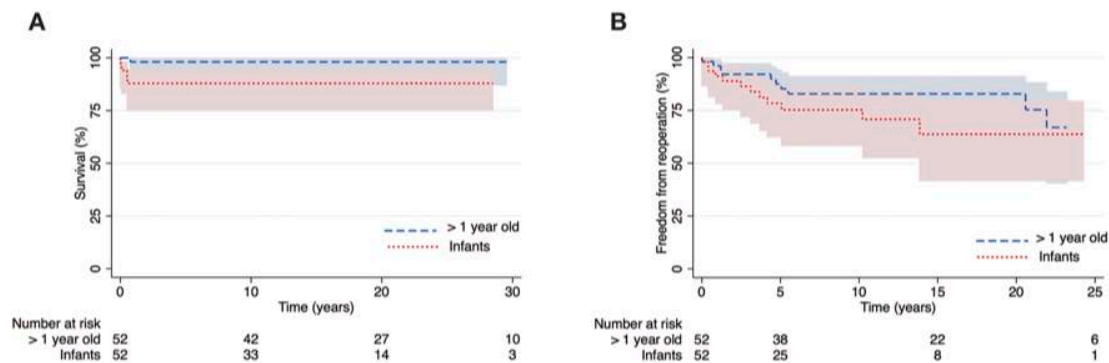 A
Survival (%)
100
75
50
25
0
> 1 year old
Infants
0 10 20 30
Time (years)
Number at risk
> 1 year old 52 42 27 10
Infants 52 33 14 3
B
Freedom from reoperation (%)
100
75
50
25
0
> 1 year old
Infants
0 5 10 15 20 25
Time (years)
Number at risk
> 1 year old 52 38 22 6
Infants 52 25 8 1